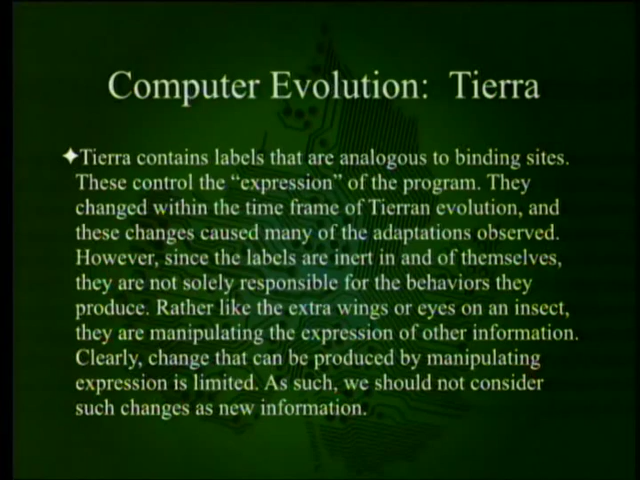 Computer Evolution: Tierra
✦Tierra contains labels that are analogous to binding sites.
These control the “expression” of the program. They
changed within the time frame of Tierran evolution, and
these changes caused many of the adaptations observed.
However, since the labels are inert in and of themselves,
they are not solely responsible for the behaviors they
produce. Rather like the extra wings or eyes on an insect,
they are manipulating the expression of other information.
Clearly, change that can be produced by manipulating
expression is limited. As such, we should not consider
such changes as new information.